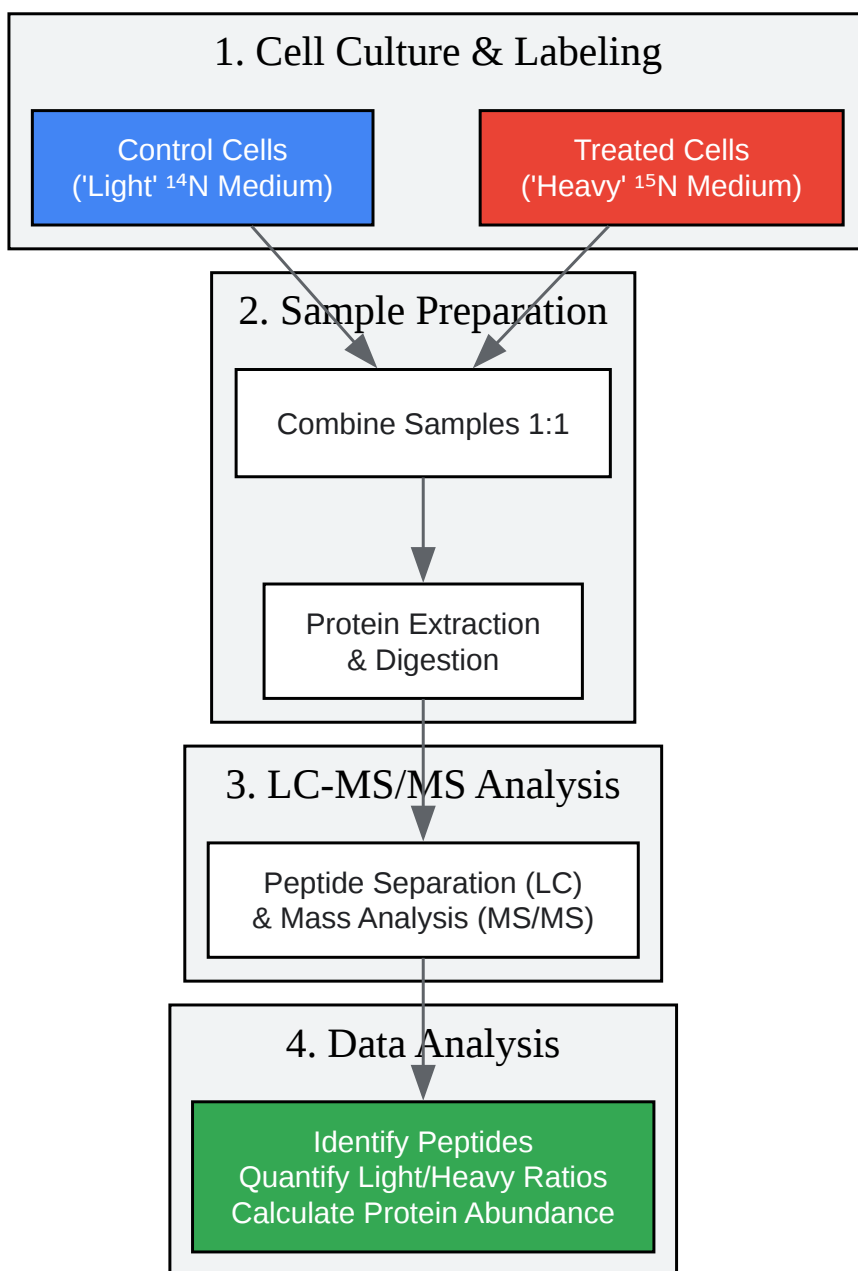 1. Cell Culture & Labeling
Control Cells
('Light' ¹⁴N Medium)
Treated Cells
('Heavy' ¹⁵N Medium)
2. Sample Preparation
Combine Samples 1:1
Protein Extraction
& Digestion
3. LC-MS/MS Analysis
Peptide Separation (LC)
& Mass Analysis (MS/MS)
4. Data Analysis
Identify Peptides
Quantify Light/Heavy Ratios
Calculate Protein Abundance